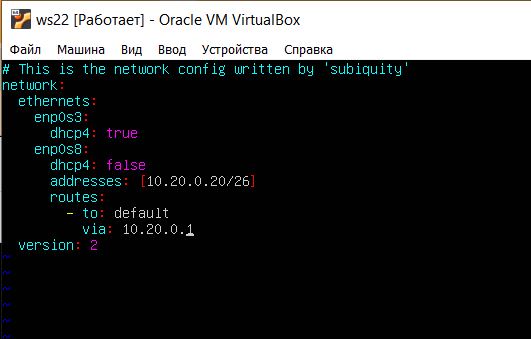 ws22 [Работает] - Oracle VM VirtualBox
Файл Машина Вид Ввод Устройства Справка
# This is the network config written by 'subiquity'
network:
  ethernets:
    enp0s3:
      dhcp4: true
    enp0s8:
      dhcp4: false
      addresses: [10.20.0.20/26]
      routes:
        - to: default
          via: 10.20.0.1
  version: 2
~
~
~
~
~